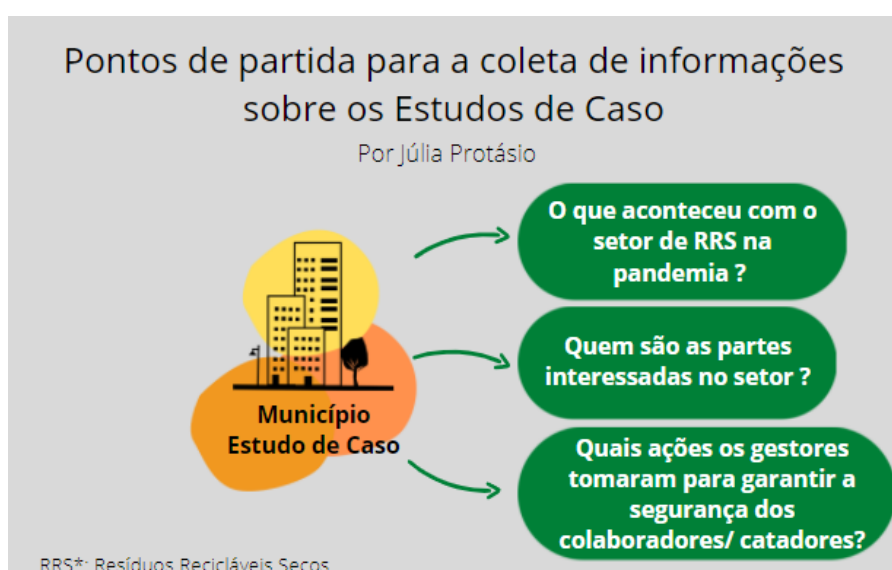 Pontos de partida para a coleta de informações
sobre os Estudos de Caso
Por Júlia Protásio
O que aconteceu com o
setor de RRS na
pandemia ?
Quem são as partes
interessadas no setor ?
Município
Estudo de Caso
Quais ações os gestores
tomaram para garantir a
segurança dos
colaboradores/ catadores?
RRS*: Resíduos Recicláveis Secos